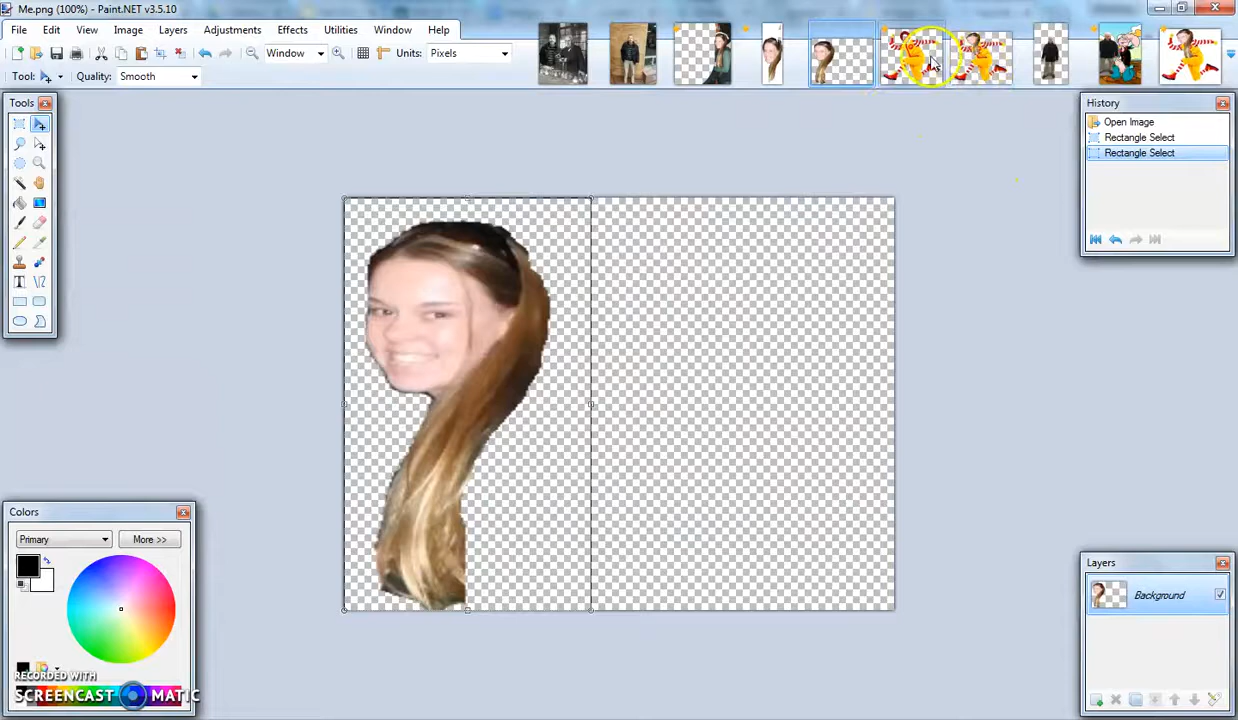 Me.png (100%) - Paint.NET v3.5.10
File Edit View Image Layers Adjustments Effects Utilities Window Help
Window Units: Pixels
Tool: Quality: Smooth
Tools
History
Open Image
Rectangle Select
Rectangle Select
Colors
Primary More >>
Layers
Background
RECORDED WITH
SCREENCAST MATIC